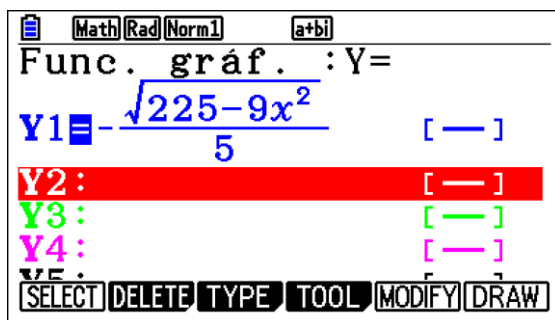 Math Rad Norm1 a+bi
Func. gráf. :Y=
Y1=-√(225-9x²)/5 [—]
Y2: [—]
Y3: [—]
Y4: [—]
Y5:
SELECT DELETE TYPE TOOL MODIFY DRAW